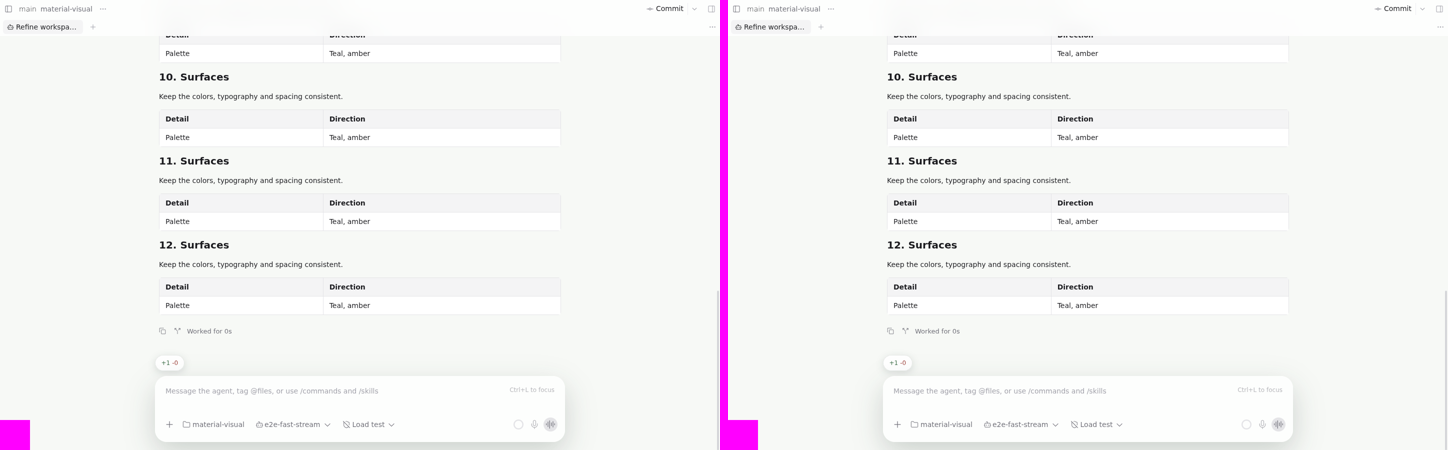 main material-visual ··· Commit
Refine workspa... +
Detail Direction
Palette Teal, amber
10. Surfaces
Keep the colors, typography and spacing consistent.
Detail Direction
Palette Teal, amber
11. Surfaces
Keep the colors, typography and spacing consistent.
Detail Direction
Palette Teal, amber
12. Surfaces
Keep the colors, typography and spacing consistent.
Detail Direction
Palette Teal, amber
Worked for 0s
+1 -0
Message the agent, tag @files, or use /commands and /skills Ctrl+L to focus
material-visual e2e-fast-stream Load test
main material-visual ··· Commit
Refine workspa... +
Detail Direction
Palette Teal, amber
10. Surfaces
Keep the colors, typography and spacing consistent.
Detail Direction
Palette Teal, amber
11. Surfaces
Keep the colors, typography and spacing consistent.
Detail Direction
Palette Teal, amber
12. Surfaces
Keep the colors, typography and spacing consistent.
Detail Direction
Palette Teal, amber
Worked for 0s
+1 -0
Message the agent, tag @files, or use /commands and /skills Ctrl+L to focus
material-visual e2e-fast-stream Load test